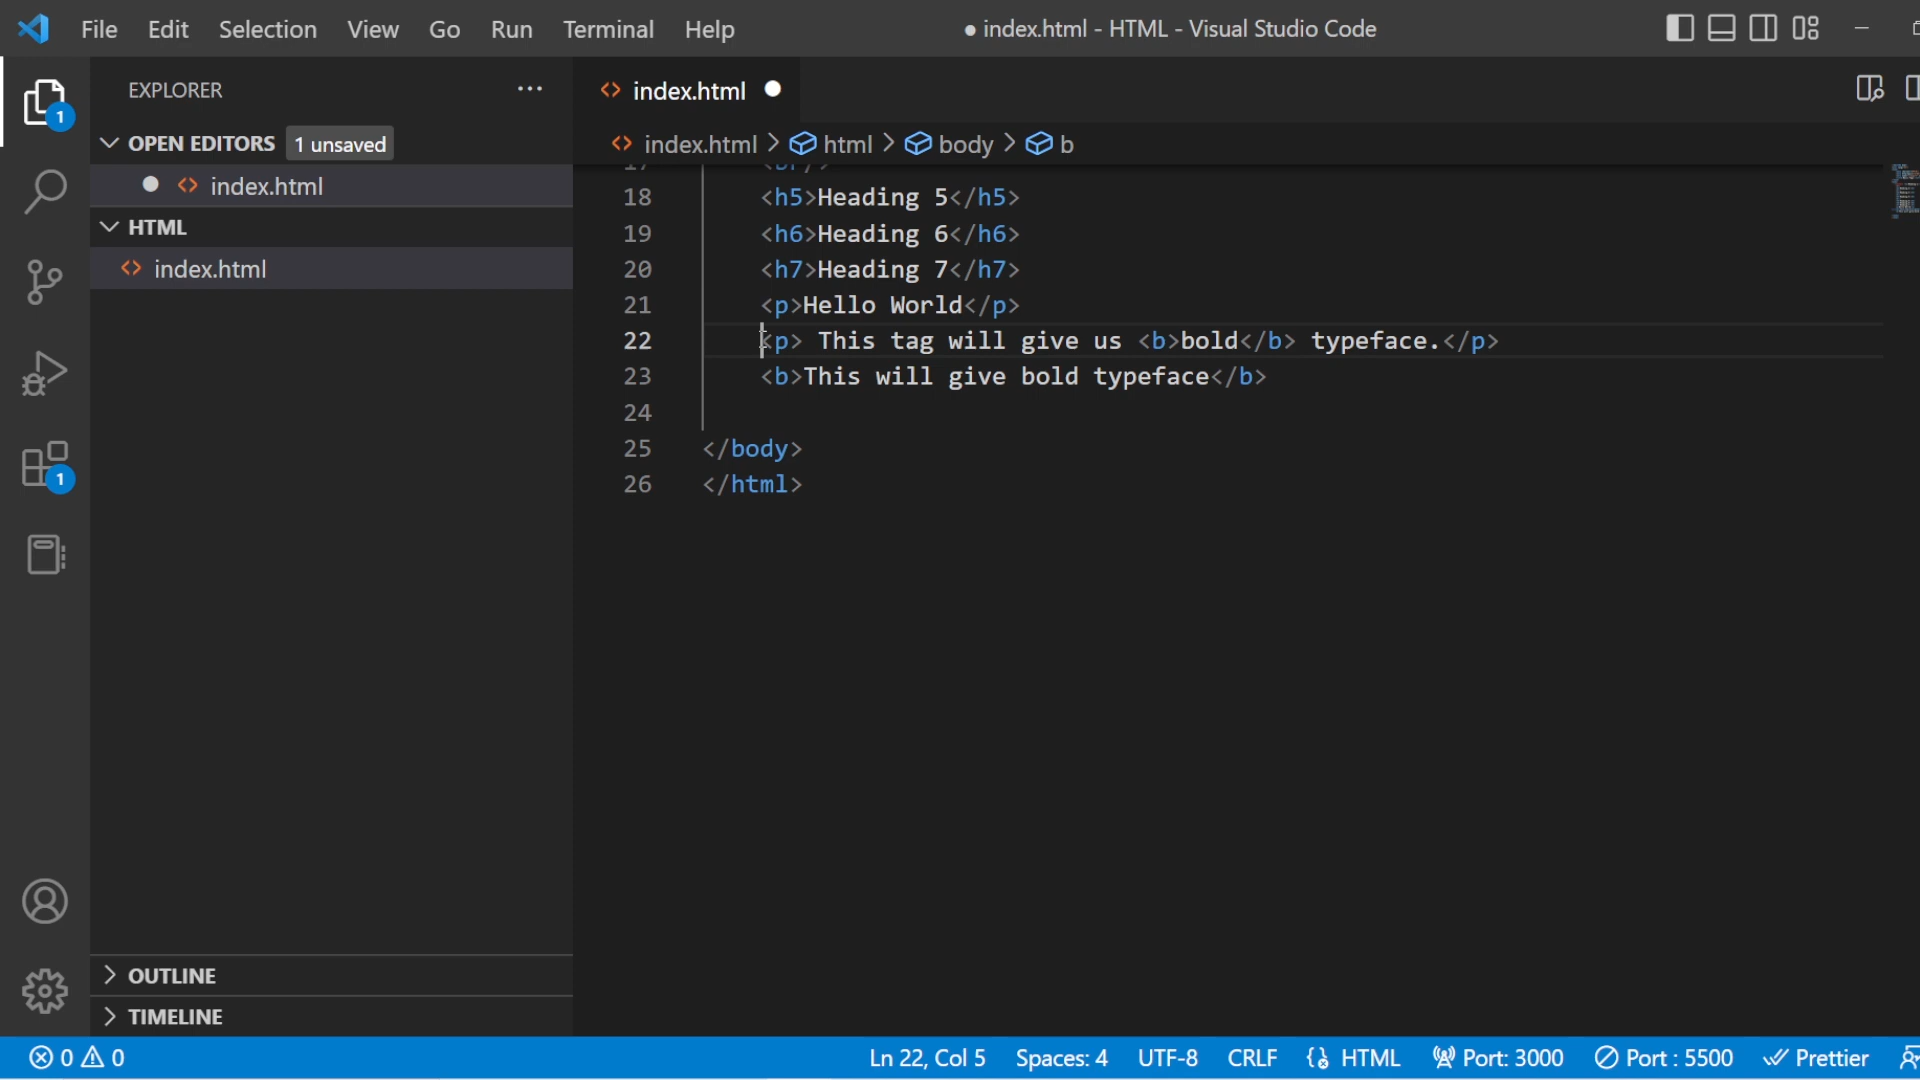 File Edit Selection View Go Run Terminal Help
● index.html - HTML - Visual Studio Code
EXPLORER ···
1
OPEN EDITORS 1 unsaved
index.html
HTML
index.html
1
OUTLINE
TIMELINE
index.html
index.html > html > body > b
17 <br/>
18 <h5>Heading 5</h5>
19 <h6>Heading 6</h6>
20 <h7>Heading 7</h7>
21 <p>Hello World</p>
22 <p> This tag will give us <b>bold</b> typeface.</p>
23 <b>This will give bold typeface</b>
24
25 </body>
26 </html>
0 0 Ln 22, Col 5 Spaces: 4 UTF-8 CRLF HTML Port: 3000 Port : 5500 Prettier